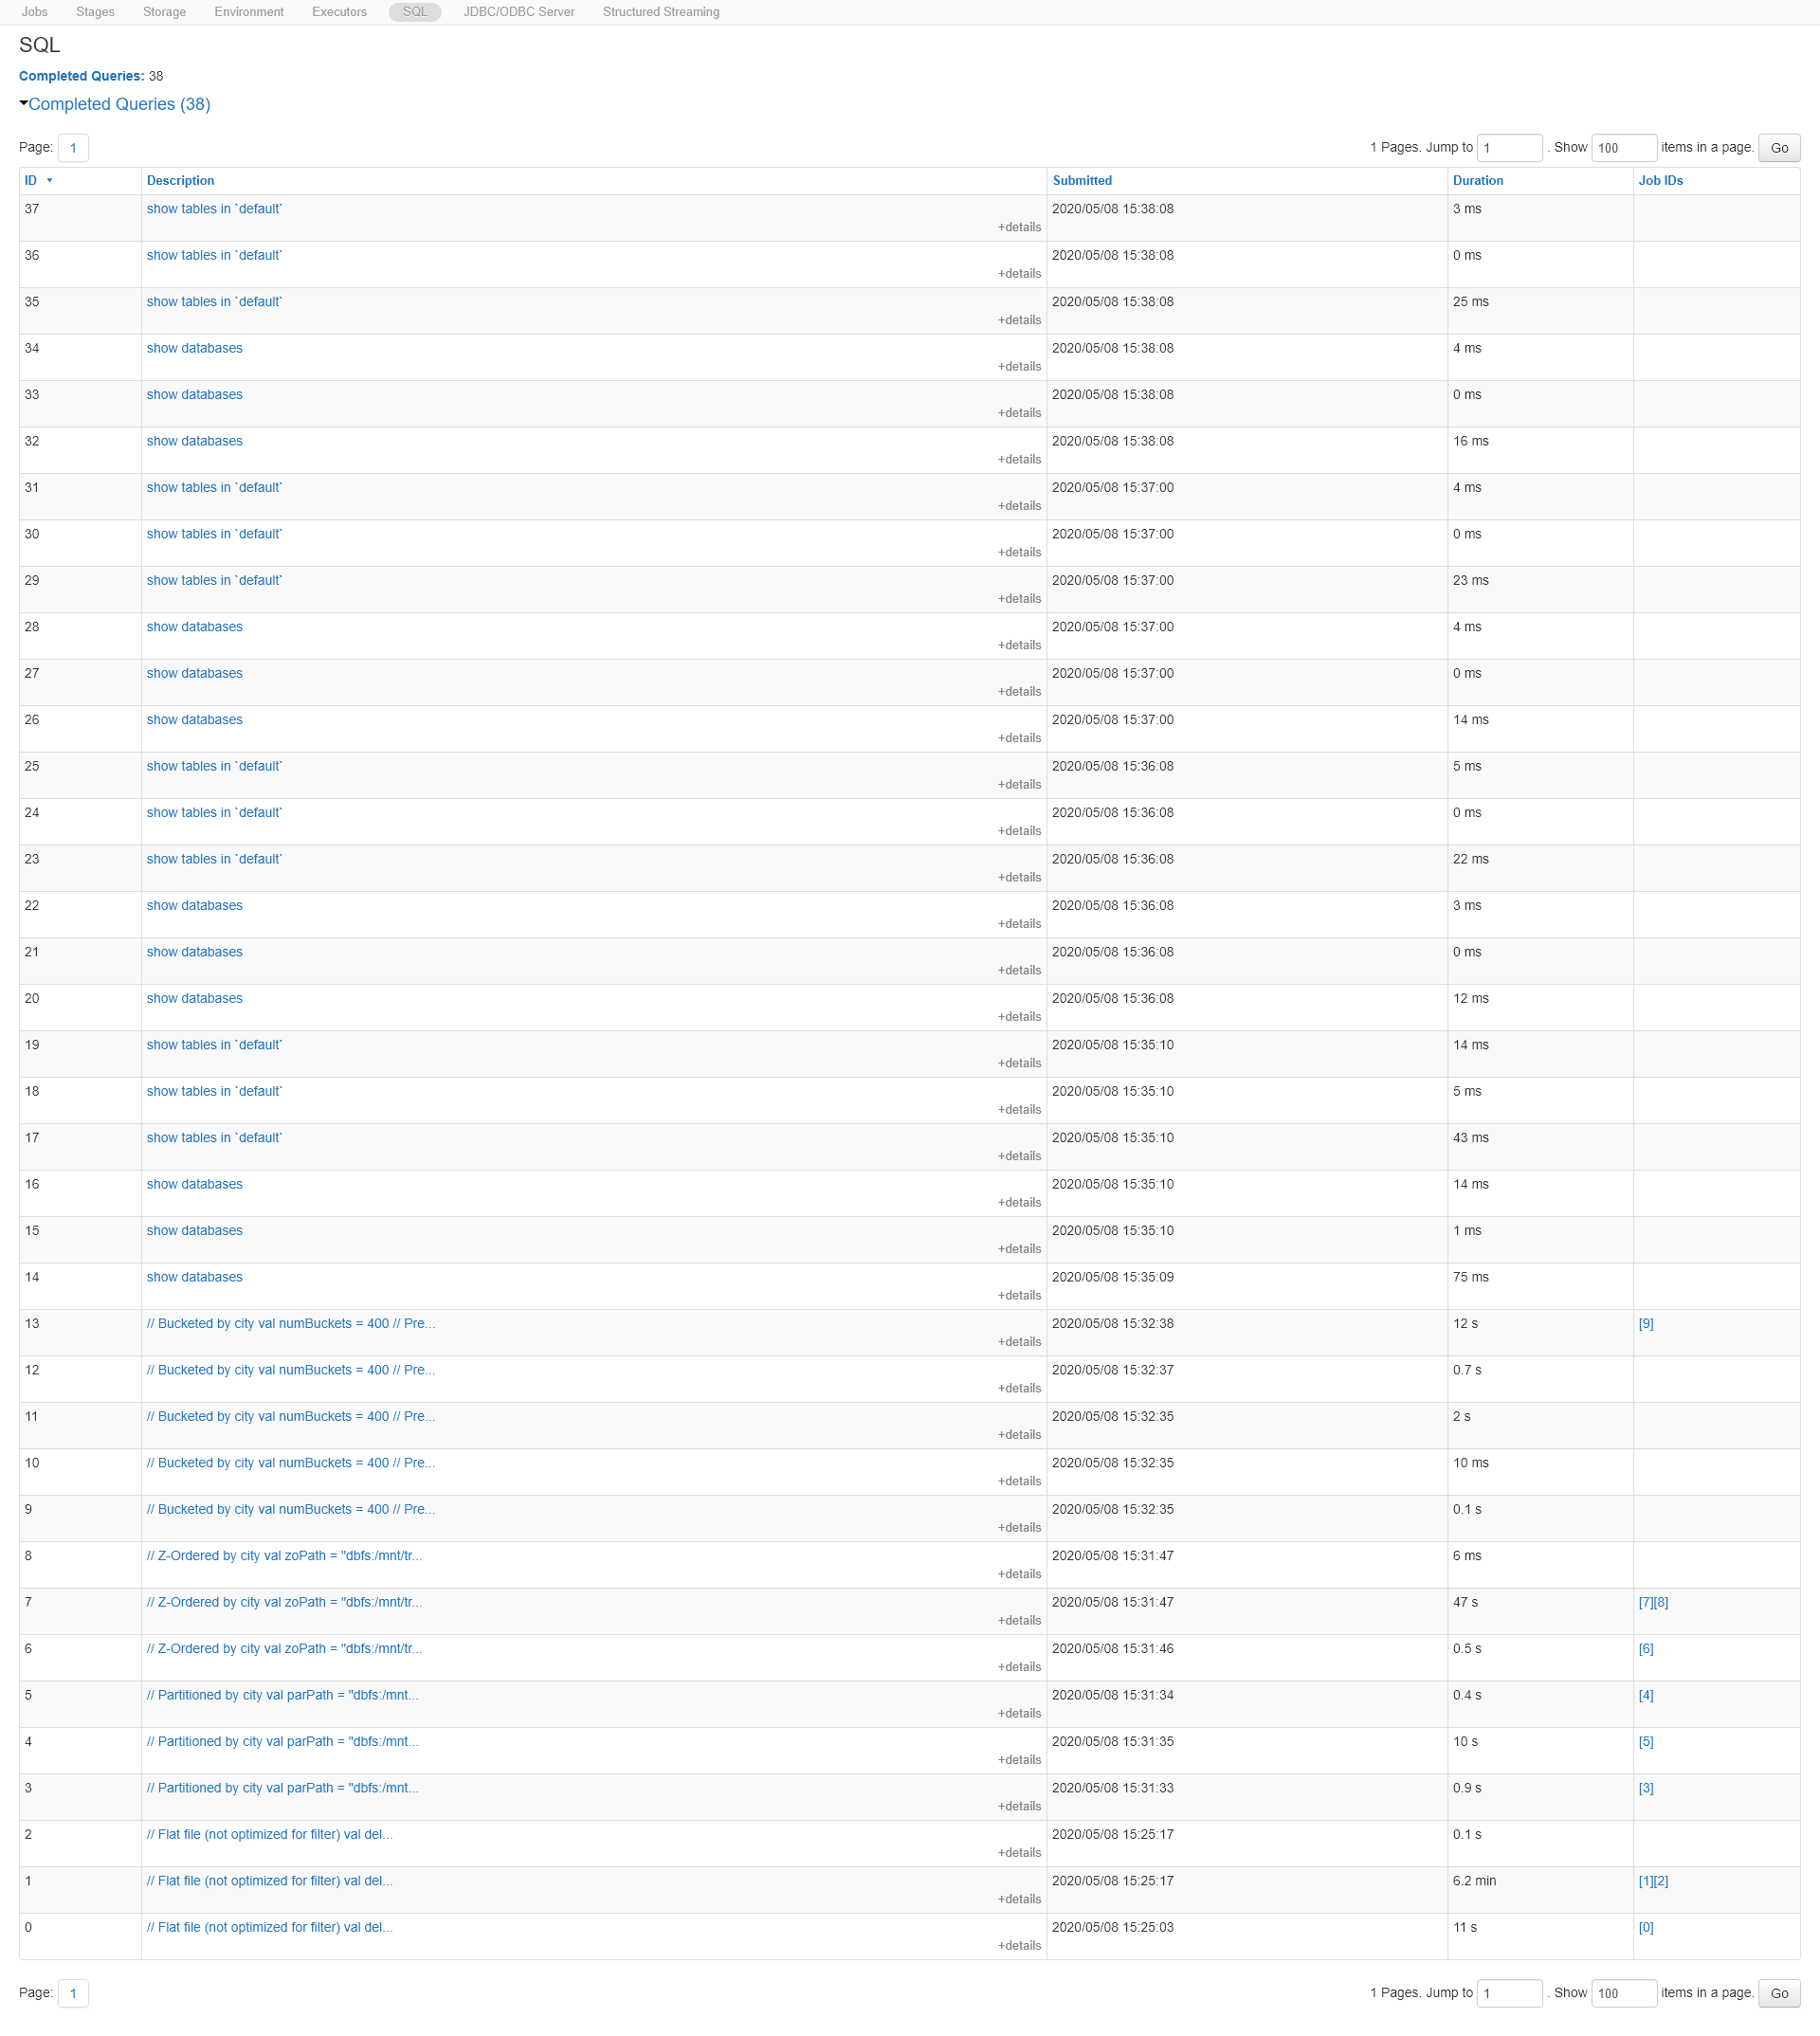 Jobs Stages Storage Environment Executors SQL JDBC/ODBC Server Structured Streaming
SQL
Completed Queries: 38
Completed Queries (38)
Page: 1 1 Pages. Jump to 1 . Show 100 items in a page. Go
ID Description Submitted Duration Job IDs
37 show tables in `default` 2020/05/08 15:38:08 3 ms
+details
36 show tables in `default` 2020/05/08 15:38:08 0 ms
+details
35 show tables in `default` 2020/05/08 15:38:08 25 ms
+details
34 show databases 2020/05/08 15:38:08 4 ms
+details
33 show databases 2020/05/08 15:38:08 0 ms
+details
32 show databases 2020/05/08 15:38:08 16 ms
+details
31 show tables in `default` 2020/05/08 15:37:00 4 ms
+details
30 show tables in `default` 2020/05/08 15:37:00 0 ms
+details
29 show tables in `default` 2020/05/08 15:37:00 23 ms
+details
28 show databases 2020/05/08 15:37:00 4 ms
+details
27 show databases 2020/05/08 15:37:00 0 ms
+details
26 show databases 2020/05/08 15:37:00 14 ms
+details
25 show tables in `default` 2020/05/08 15:36:08 5 ms
+details
24 show tables in `default` 2020/05/08 15:36:08 0 ms
+details
23 show tables in `default` 2020/05/08 15:36:08 22 ms
+details
22 show databases 2020/05/08 15:36:08 3 ms
+details
21 show databases 2020/05/08 15:36:08 0 ms
+details
20 show databases 2020/05/08 15:36:08 12 ms
+details
19 show tables in `default` 2020/05/08 15:35:10 14 ms
+details
18 show tables in `default` 2020/05/08 15:35:10 5 ms
+details
17 show tables in `default` 2020/05/08 15:35:10 43 ms
+details
16 show databases 2020/05/08 15:35:10 14 ms
+details
15 show databases 2020/05/08 15:35:10 1 ms
+details
14 show databases 2020/05/08 15:35:09 75 ms
+details
13 // Bucketed by city val numBuckets = 400 // Pre... 2020/05/08 15:32:38 12 s [9]
+details
12 // Bucketed by city val numBuckets = 400 // Pre... 2020/05/08 15:32:37 0.7 s
+details
11 // Bucketed by city val numBuckets = 400 // Pre... 2020/05/08 15:32:35 2 s
+details
10 // Bucketed by city val numBuckets = 400 // Pre... 2020/05/08 15:32:35 10 ms
+details
9 // Bucketed by city val numBuckets = 400 // Pre... 2020/05/08 15:32:35 0.1 s
+details
8 // Z-Ordered by city val zoPath = "dbfs:/mnt/tr... 2020/05/08 15:31:47 6 ms
+details
7 // Z-Ordered by city val zoPath = "dbfs:/mnt/tr... 2020/05/08 15:31:47 47 s [7][8]
+details
6 // Z-Ordered by city val zoPath = "dbfs:/mnt/tr... 2020/05/08 15:31:46 0.5 s [6]
+details
5 // Partitioned by city val parPath = "dbfs:/mnt... 2020/05/08 15:31:34 0.4 s [4]
+details
4 // Partitioned by city val parPath = "dbfs:/mnt... 2020/05/08 15:31:35 10 s [5]
+details
3 // Partitioned by city val parPath = "dbfs:/mnt... 2020/05/08 15:31:33 0.9 s [3]
+details
2 // Flat file (not optimized for filter) val del... 2020/05/08 15:25:17 0.1 s
+details
1 // Flat file (not optimized for filter) val del... 2020/05/08 15:25:17 6.2 min [1][2]
+details
0 // Flat file (not optimized for filter) val del... 2020/05/08 15:25:03 11 s [0]
+details
Page: 1 1 Pages. Jump to 1 . Show 100 items in a page. Go